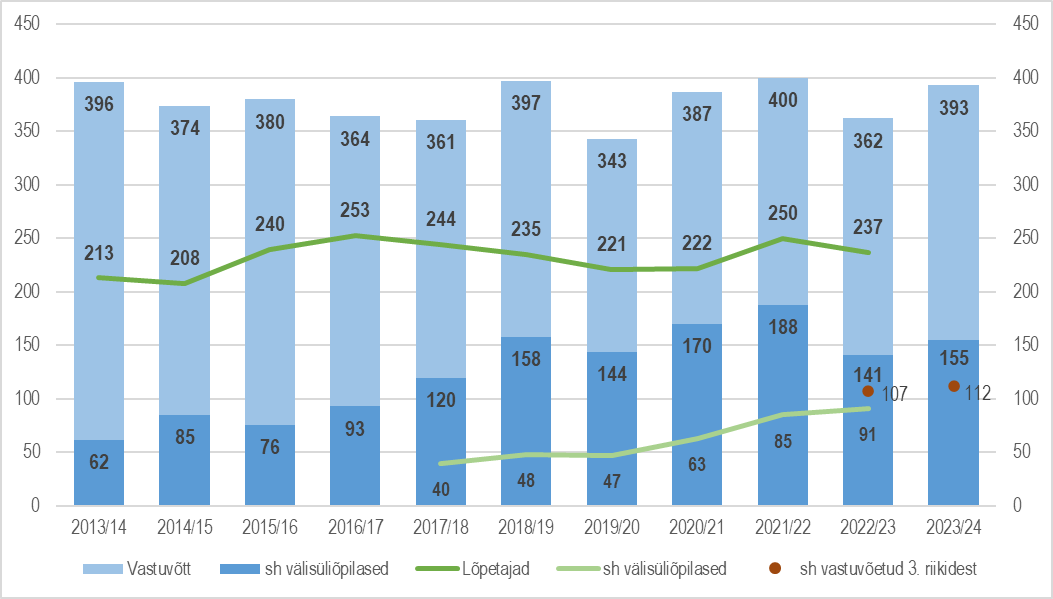 450 450
400 400
350 350
300 300
250 250
200 200
150 150
100 100
50 50
0 0
396 374 380 364 361 397 343 387 400 362 393
213 208 240 253 244 235 221 222 250 237
62 85 76 93 120 158 144 170 188 141 155
107 112
40 48 47 63 85 91
2013/14 2014/15 2015/16 2016/17 2017/18 2018/19 2019/20 2020/21 2021/22 2022/23 2023/24
Vastuvõtt sh välisüliõpilased Lõpetajad sh välisüliõpilased sh vastuvõetud 3. riikidest